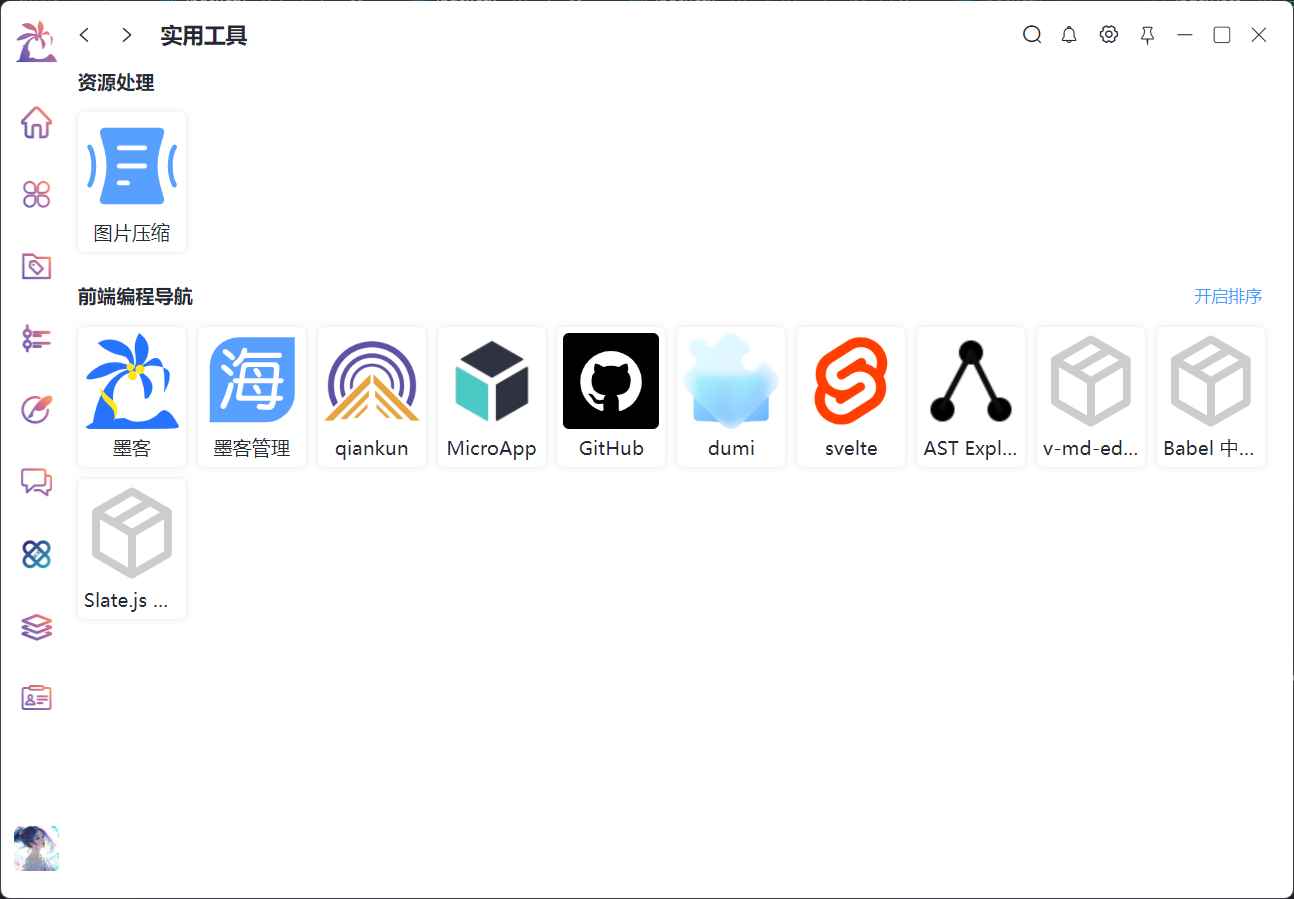 实用工具
资源处理
图片压缩
前端编程导航
开启排序
海
墨客
墨客管理
qiankun
MicroApp
GitHub
dumi
svelte
AST Expl...
v-md-ed...
Babel 中...
Slate.js ...